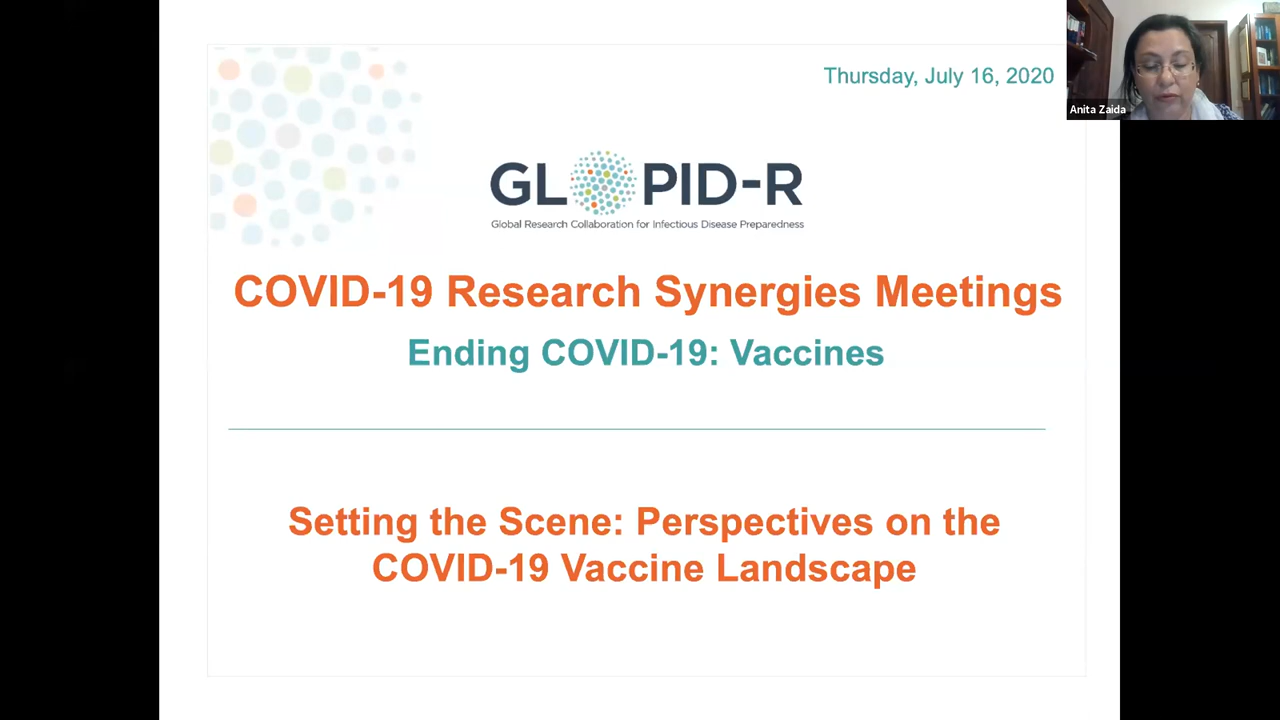 Thursday, July 16, 2020
Anita Zaida
GLOPID-R
Global Research Collaboration for Infectious Disease Preparedness
COVID-19 Research Synergies Meetings
Ending COVID-19: Vaccines
Setting the Scene: Perspectives on the
COVID-19 Vaccine Landscape